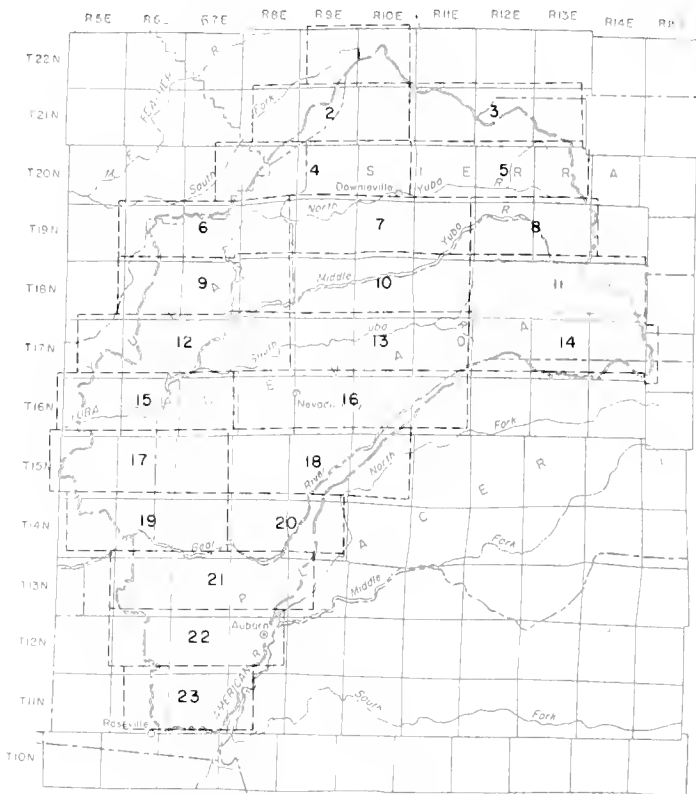 R5E R6E R7E R8E R9E R10E R11E R12E R13E R14E
T22N 1
T21N FEATHER R Fork 2 3
T20N South 4 S I E 5 R R A
Downieville Yuba R
T19N 6 North 7 Yuba R 8
T18N 9 A Middle 10 11
T17N 12 South Yuba 13 A D A 14
T16N YUBA 15 E 16 Fork
Nevada
T15N 17 River 18 North E R
T14N 19 Bear 20 A C Fork
T13N 21 P L Middle
T12N 22 Auburn
T11N 23 AMERICAN R South Fork
Roseville
T10N